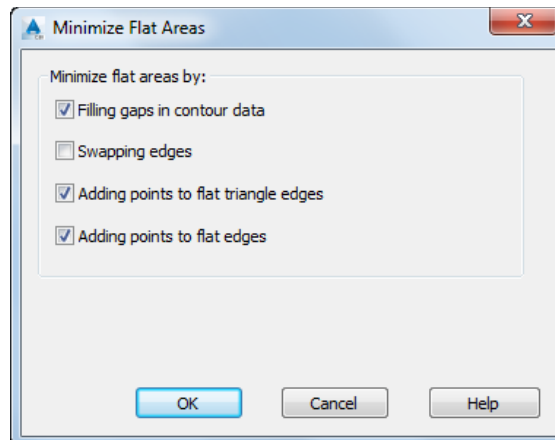 Minimize Flat Areas
Minimize flat areas by:
Filling gaps in contour data
Swapping edges
Adding points to flat triangle edges
Adding points to flat edges
OK Cancel Help